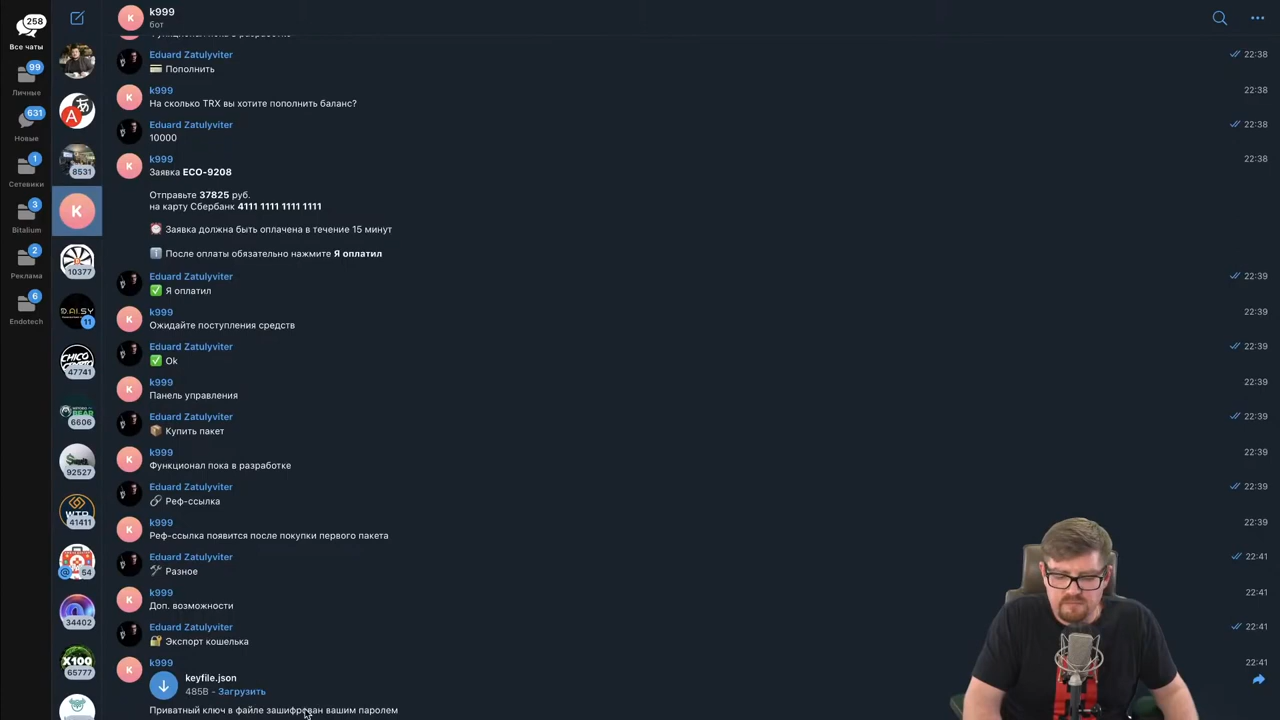 258
Все чаты
99
Личные
631
Новые
1
Сетевики
3
Bitalium
2
Реклама
6
Endotech
8531
K
10377
D.AI.SY
11
CHICO
CRYPTO
47741
6606
92527
WTP
41411
54
34402
X100
65777
K
k999
бот
Eduard Zatulyviter
Пополнить
22:38
K
k999
На сколько TRX вы хотите пополнить баланс?
22:38
Eduard Zatulyviter
10000
22:38
K
k999
Заявка ECO-9208
22:38
Отправьте 37825 руб.
на карту Сбербанк 4111 1111 1111 1111
Заявка должна быть оплачена в течение 15 минут
После оплаты обязательно нажмите Я оплатил
Eduard Zatulyviter
Я оплатил
22:39
K
k999
Ожидайте поступления средств
22:39
Eduard Zatulyviter
Ok
22:39
K
k999
Панель управления
22:39
Eduard Zatulyviter
Купить пакет
22:39
K
k999
Функционал пока в разработке
22:39
Eduard Zatulyviter
Реф-ссылка
22:39
K
k999
Реф-ссылка появится после покупки первого пакета
22:39
Eduard Zatulyviter
Разное
22:41
K
k999
Доп. возможности
22:41
Eduard Zatulyviter
Экспорт кошелька
22:41
K
k999
keyfile.json
22:41
485B - Загрузить
Приватный ключ в файле зашифрован вашим паролем